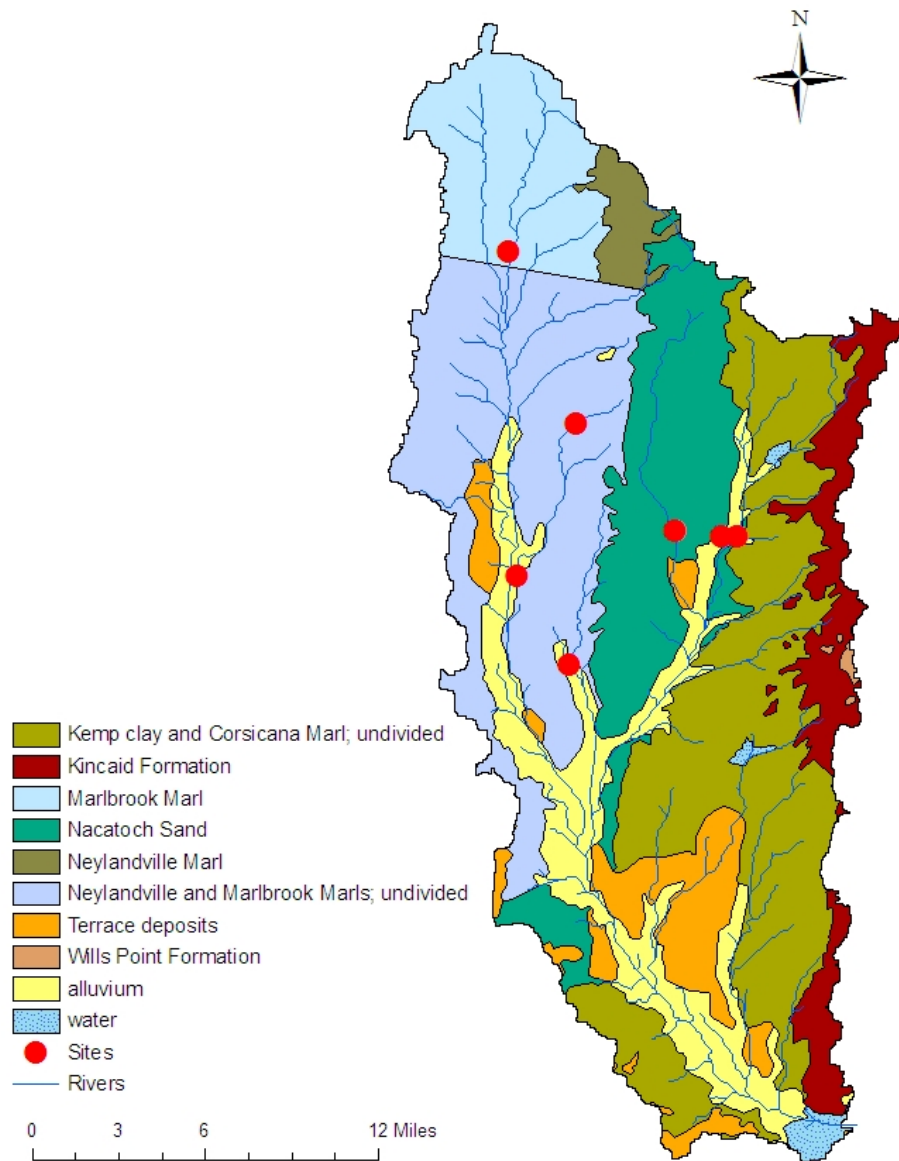 N
Kemp clay and Corsicana Marl; undivided
Kincaid Formation
Marlbrook Marl
Nacatoch Sand
Neylandville Marl
Neylandville and Marlbrook Marls; undivided
Terrace deposits
Wills Point Formation
alluvium
water
Sites
Rivers
0 3 6 12 Miles